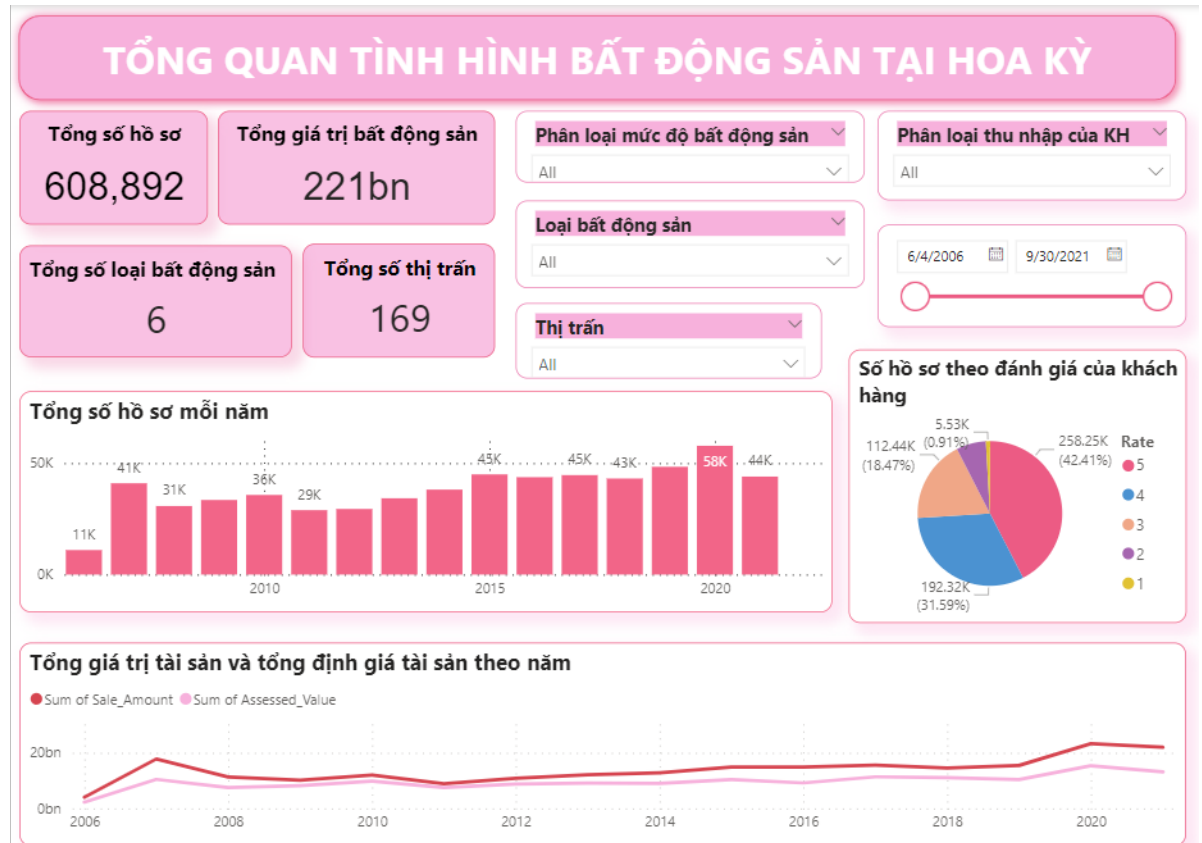 TỔNG QUAN TÌNH HÌNH BẤT ĐỘNG SẢN TẠI HOA KỲ
Tổng số hồ sơ
608,892
Tổng giá trị bất động sản
221bn
Phân loại mức độ bất động sản
All
Phân loại thu nhập của KH
All
Loại bất động sản
All
6/4/2006
9/30/2021
Tổng số loại bất động sản
6
Tổng số thị trấn
169
Thị trấn
All
Tổng số hồ sơ mỗi năm
50K
0K
11K
41K
31K
36K
29K
45K
45K
43K
58K
44K
2010
2015
2020
Số hồ sơ theo đánh giá của khách
hàng
5.53K
(0.91%)
112.44K
(18.47%)
258.25K
(42.41%)
192.32K
(31.59%)
Rate
5
4
3
2
1
Tổng giá trị tài sản và tổng định giá tài sản theo năm
Sum of Sale_Amount
Sum of Assessed_Value
20bn
0bn
2006
2008
2010
2012
2014
2016
2018
2020